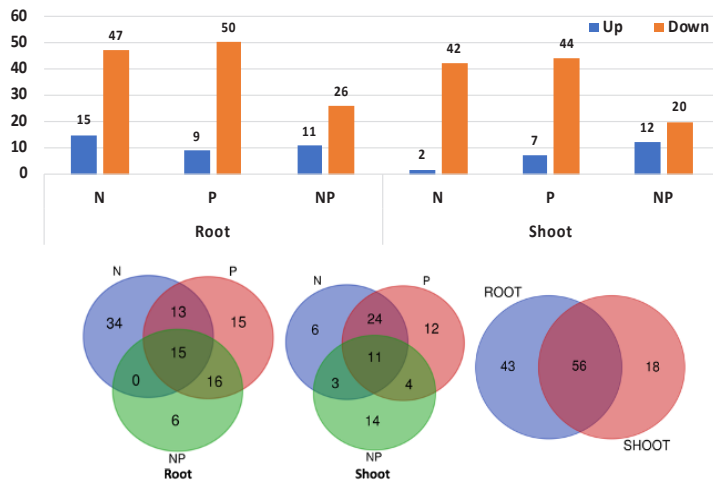 60
50
40
30
20
10
0
Up Down
15 47 9 50 11 26 2 42 7 44 12 20
N P NP N P NP
Root Shoot
N P
34 13 15
15
0 16
6
NP
Root
N P
6 24 12
11
3 4
14
NP
Shoot
ROOT
43 56 18
SHOOT